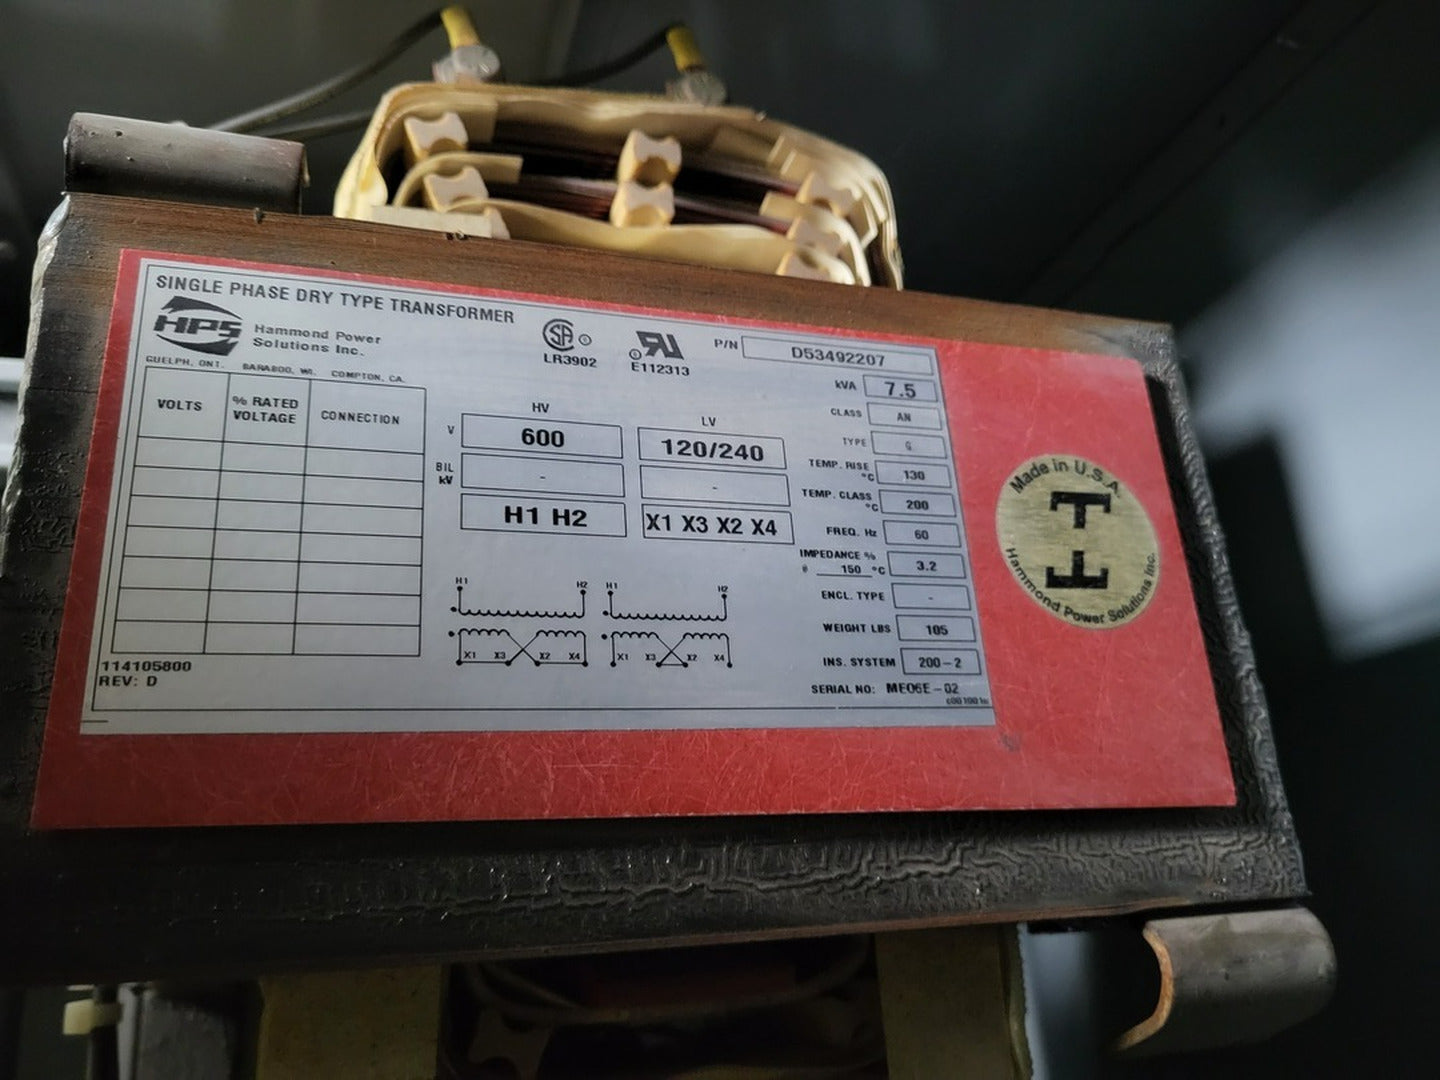 SINGLE PHASE DRY TYPE TRANSFORMER
HPS
Hammond Power
Solutions Inc.
GUELPH, ONT. BARABOO, WI. COMPTON, CA.
SA
LR3902
E112313
P/N D53492207
kVA 7.5
CLASS AN
TYPE
TEMP. RISE °C 130
TEMP. CLASS °C 200
FREQ. Hz 60
IMPEDANCE % 3.2
150 °C
ENCL. TYPE -
WEIGHT LBS 105
INS. SYSTEM 200-2
SERIAL NO: ME06E-02
VOLTS
% RATED
VOLTAGE
CONNECTION
HV LV
V 600 120/240
BIL
kV - -
H1 H2 X1 X3 X2 X4
H1 H2 H1 H2
X1 X3 X2 X4 X1 X3 X2 X4
114105800
REV: D
Made in U.S.A.
Hammond Power Solutions Inc.